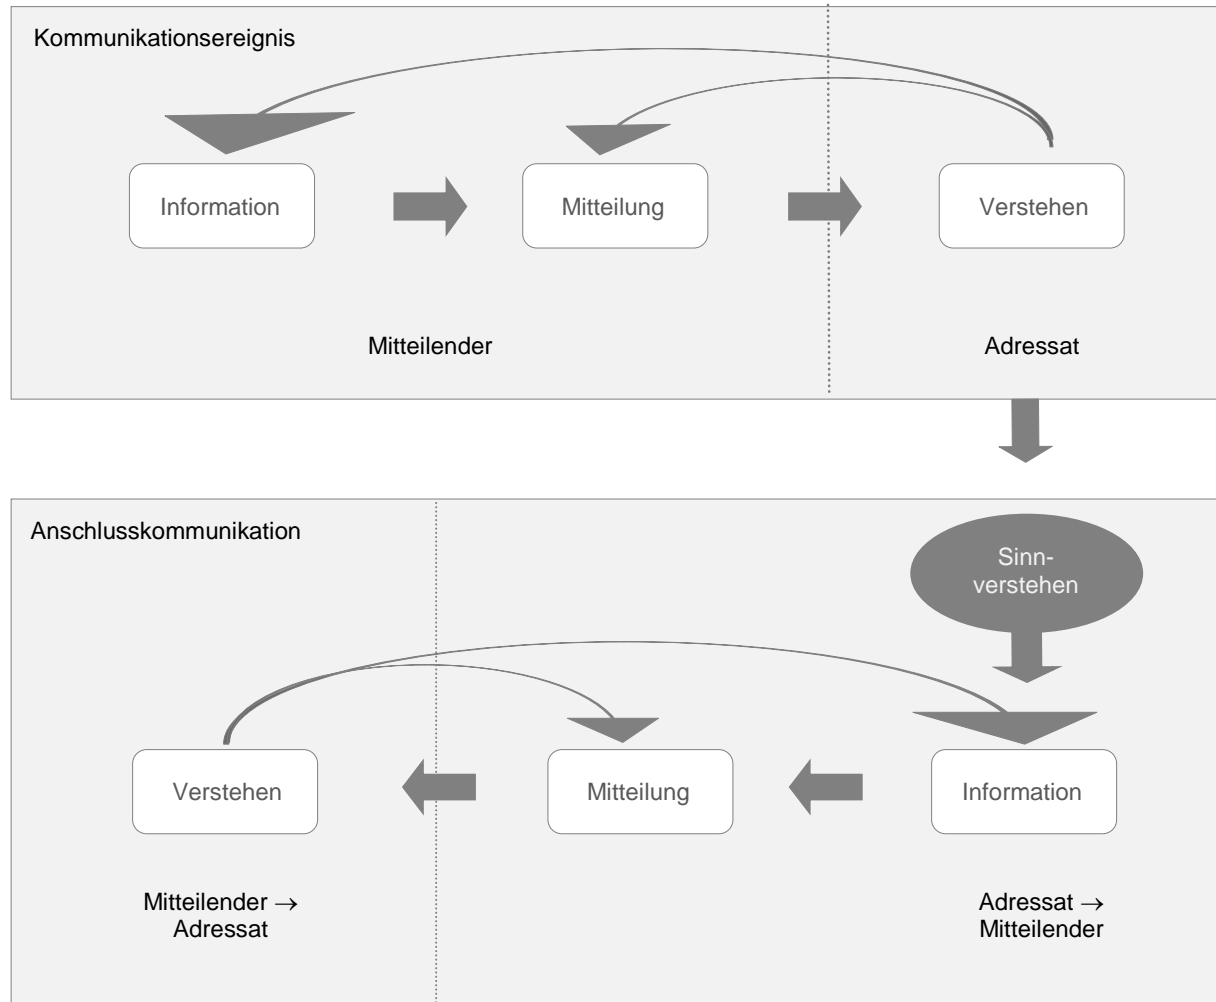 Kommunikationsereignis
Information
Mitteilung
Verstehen
Mitteilender
Adressat
Anschlusskommunikation
Sinn-
verstehen
Verstehen
Mitteilung
Information
Mitteilender →
Adressat
Adressat →
Mitteilender